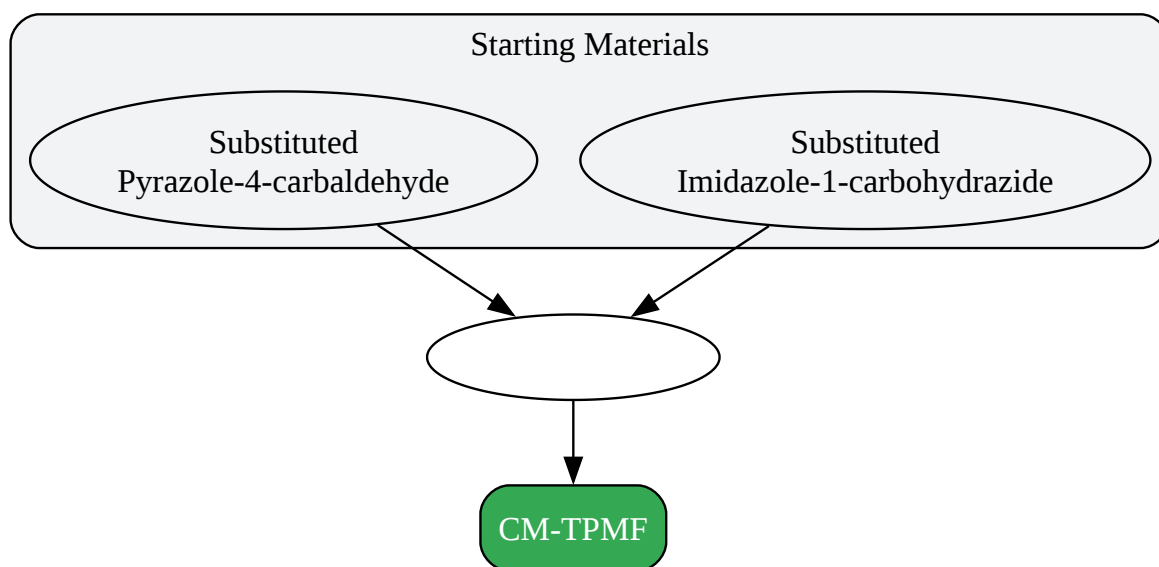 Starting Materials
Substituted
Pyrazole-4-carbaldehyde
Substituted
Imidazole-1-carbohydrazide
CM-TPMF